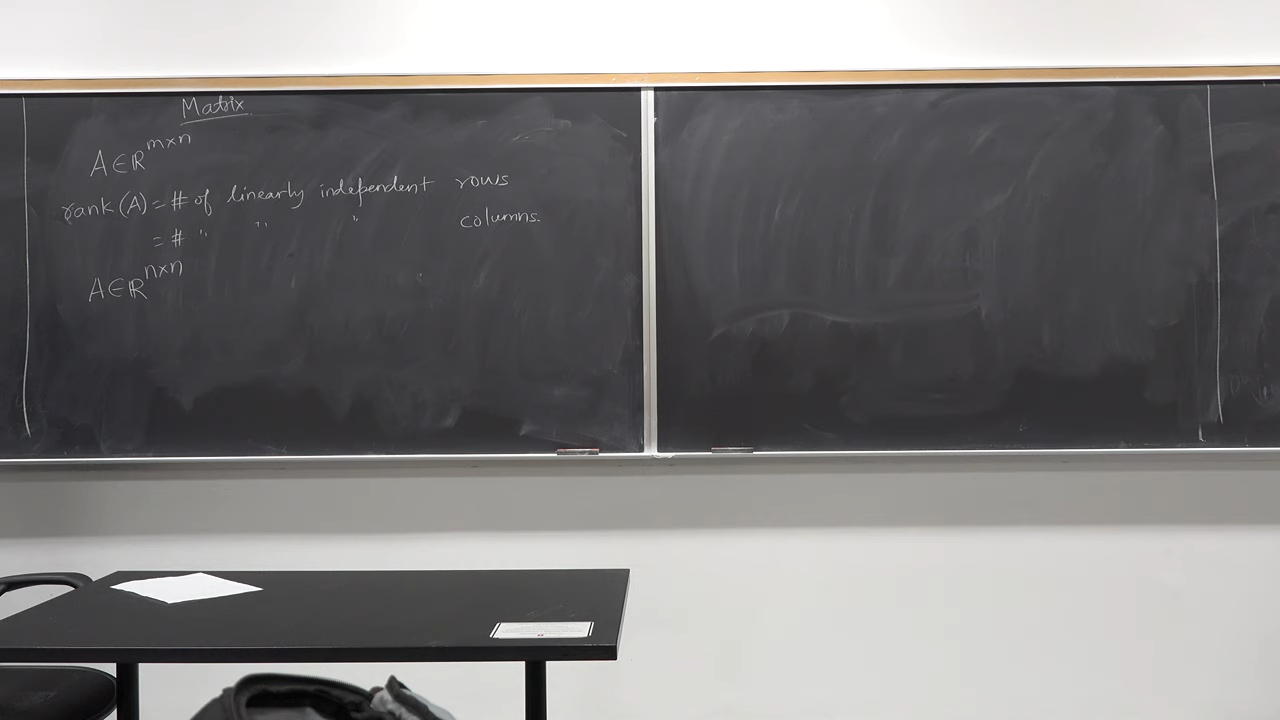 Matrix
A∈ℝ^{m×n}
rank(A) = # of linearly independent rows
= # " " " columns.
A∈ℝ^{n×n}